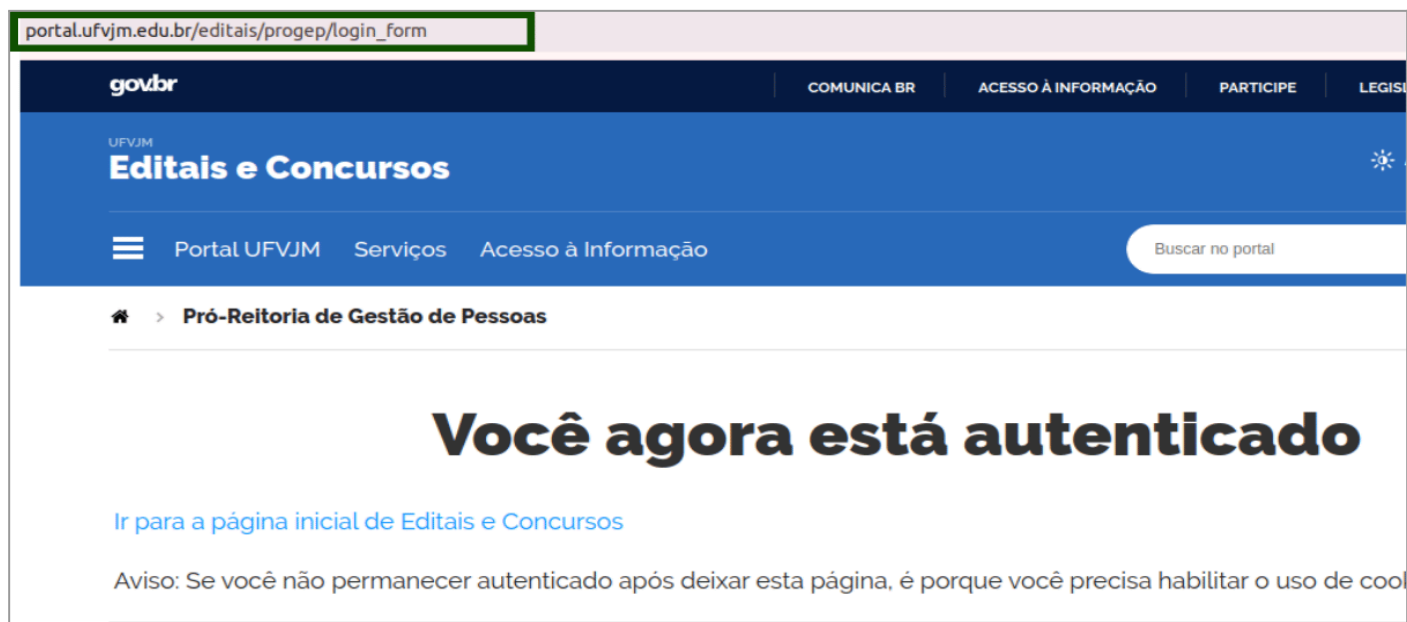 portal.ufvjm.edu.br/editais/progep/login_form
gov.br COMUNICA BR ACESSO À INFORMAÇÃO PARTICIPE
UFVJM
Editais e Concursos
Portal UFVJM Serviços Acesso à Informação Buscar no portal
> Pró-Reitoria de Gestão de Pessoas
Você agora está autenticado
Ir para a página inicial de Editais e Concursos
Aviso: Se você não permanecer autenticado após deixar esta página, é porque você precisa habilitar o uso de